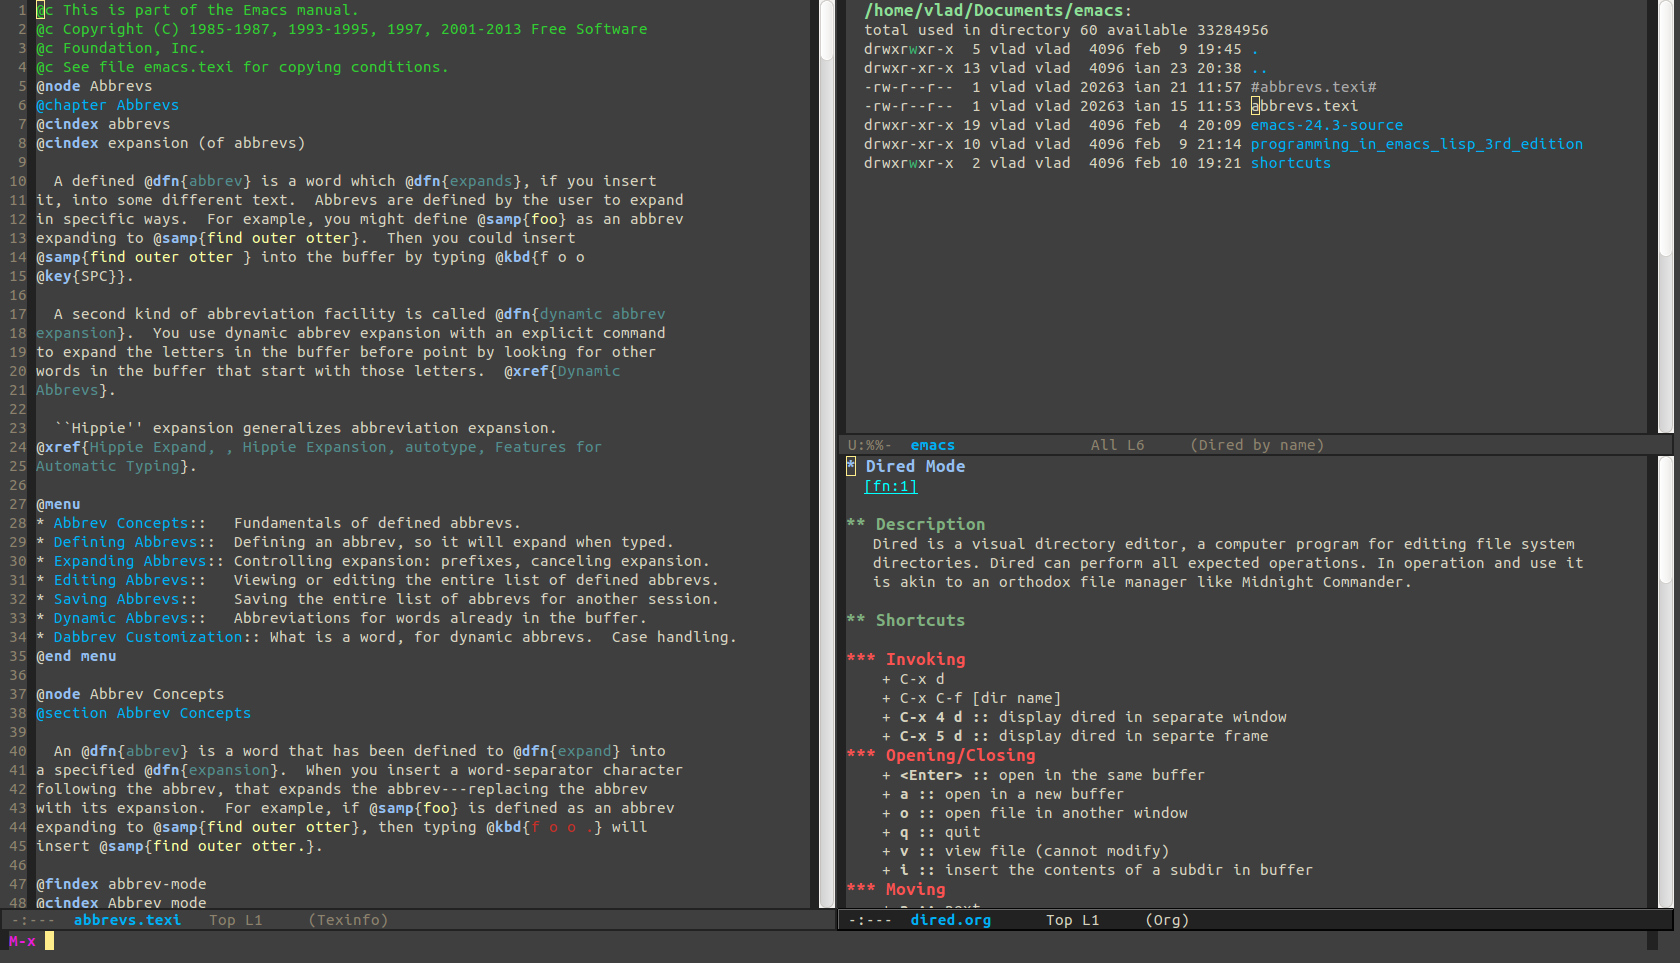 1 @c This is part of the Emacs manual.
2 @c Copyright (C) 1985-1987, 1993-1995, 1997, 2001-2013 Free Software
3 @c Foundation, Inc.
4 @c See file emacs.texi for copying conditions.
5 @node Abbrevs
6 @chapter Abbrevs
7 @cindex abbrevs
8 @cindex expansion (of abbrevs)
9
10   A defined @dfn{abbrev} is a word which @dfn{expands}, if you insert
11 it, into some different text.  Abbrevs are defined by the user to expand
12 in specific ways.  For example, you might define @samp{foo} as an abbrev
13 expanding to @samp{find outer otter}.  Then you could insert
14 @samp{find outer otter } into the buffer by typing @kbd{f o o
15 @key{SPC}}.
16
17   A second kind of abbreviation facility is called @dfn{dynamic abbrev
18 expansion}.  You use dynamic abbrev expansion with an explicit command
19 to expand the letters in the buffer before point by looking for other
20 words in the buffer that start with those letters.  @xref{Dynamic
21 Abbrevs}.
22
23   ``Hippie'' expansion generalizes abbreviation expansion.
24 @xref{Hippie Expand, , Hippie Expansion, autotype, Features for
25 Automatic Typing}.
26
27 @menu
28 * Abbrev Concepts::   Fundamentals of defined abbrevs.
29 * Defining Abbrevs::  Defining an abbrev, so it will expand when typed.
30 * Expanding Abbrevs:: Controlling expansion: prefixes, canceling expansion.
31 * Editing Abbrevs::   Viewing or editing the entire list of defined abbrevs.
32 * Saving Abbrevs::    Saving the entire list of abbrevs for another session.
33 * Dynamic Abbrevs::   Abbreviations for words already in the buffer.
34 * Dabbrev Customization:: What is a word, for dynamic abbrevs.  Case handling.
35 @end menu
36
37 @node Abbrev Concepts
38 @section Abbrev Concepts
39
40   An @dfn{abbrev} is a word that has been defined to @dfn{expand} into
41 a specified @dfn{expansion}.  When you insert a word-separator character
42 following the abbrev, that expands the abbrev---replacing the abbrev
43 with its expansion.  For example, if @samp{foo} is defined as an abbrev
44 expanding to @samp{find outer otter}, then typing @kbd{f o o .} will
45 insert @samp{find outer otter.}.
46
47 @findex abbrev-mode
48 @cindex Abbrev mode
-:---  abbrevs.texi   Top L1     (Texinfo)
M-x
/home/vlad/Documents/emacs:
total used in directory 60 available 33284956
drwxrwxr-x  5 vlad vlad  4096 feb  9 19:45 .
drwxr-xr-x 13 vlad vlad  4096 ian 23 20:38 ..
-rw-r--r--  1 vlad vlad 20263 ian 21 11:57 #abbrevs.texi#
-rw-r--r--  1 vlad vlad 20263 ian 15 11:53 abbrevs.texi
drwxr-xr-x 19 vlad vlad  4096 feb  4 20:09 emacs-24.3-source
drwxr-xr-x 10 vlad vlad  4096 feb  9 21:14 programming_in_emacs_lisp_3rd_edition
drwxrwxr-x  2 vlad vlad  4096 feb 10 19:21 shortcuts
U:%%-  emacs               All L6     (Dired by name)
* Dired Mode
[fn:1]
** Description
Dired is a visual directory editor, a computer program for editing file system
directories. Dired can perform all expected operations. In operation and use it
is akin to an orthodox file manager like Midnight Commander.
** Shortcuts
*** Invoking
+ C-x d
+ C-x C-f [dir name]
+ C-x 4 d :: display dired in separate window
+ C-x 5 d :: display dired in separte frame
*** Opening/Closing
+ <Enter> :: open in the same buffer
+ a :: open in a new buffer
+ o :: open file in another window
+ q :: quit
+ v :: view file (cannot modify)
+ i :: insert the contents of a subdir in buffer
*** Moving
-:---  dired.org      Top L1     (Org)